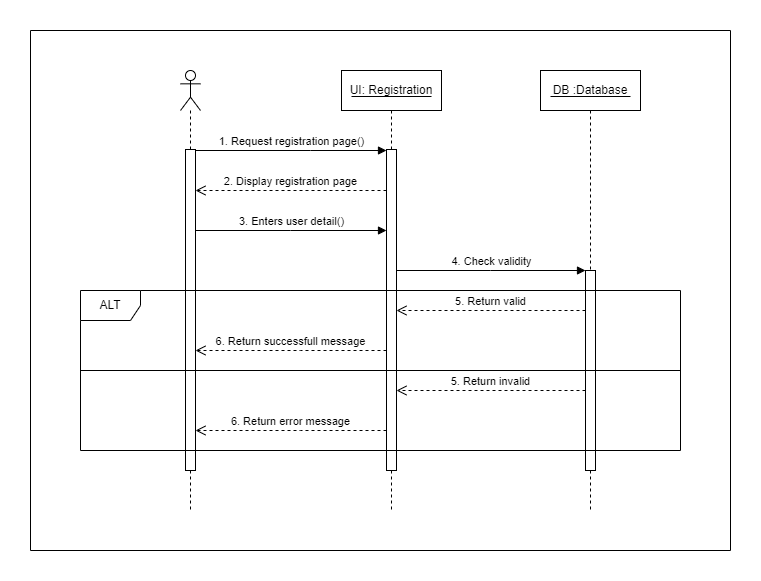 UI: Registration
DB :Database
1. Request registration page()
2. Display registration page
3. Enters user detail()
4. Check validity
ALT
5. Return valid
6. Return successfull message
5. Return invalid
6. Return error message